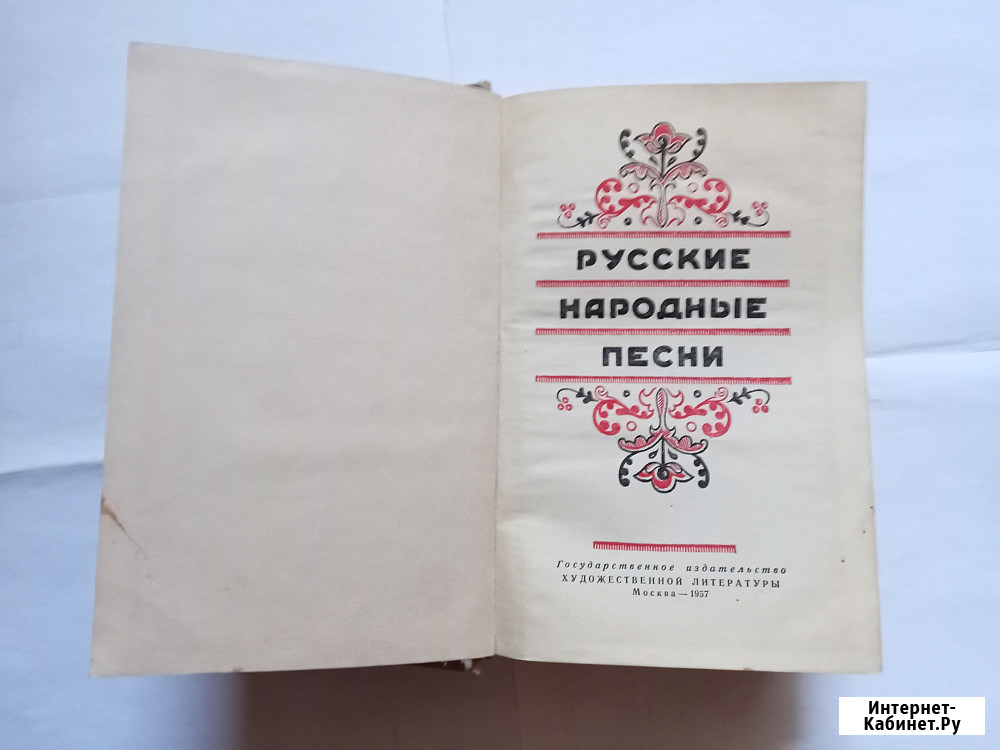 РУССКИЕ
НАРОДНЫЕ
ПЕСНИ
Государственное издательство
ХУДОЖЕСТВЕННОЙ ЛИТЕРАТУРЫ
Москва — 1957
Интернет-
Кабинет.Ру